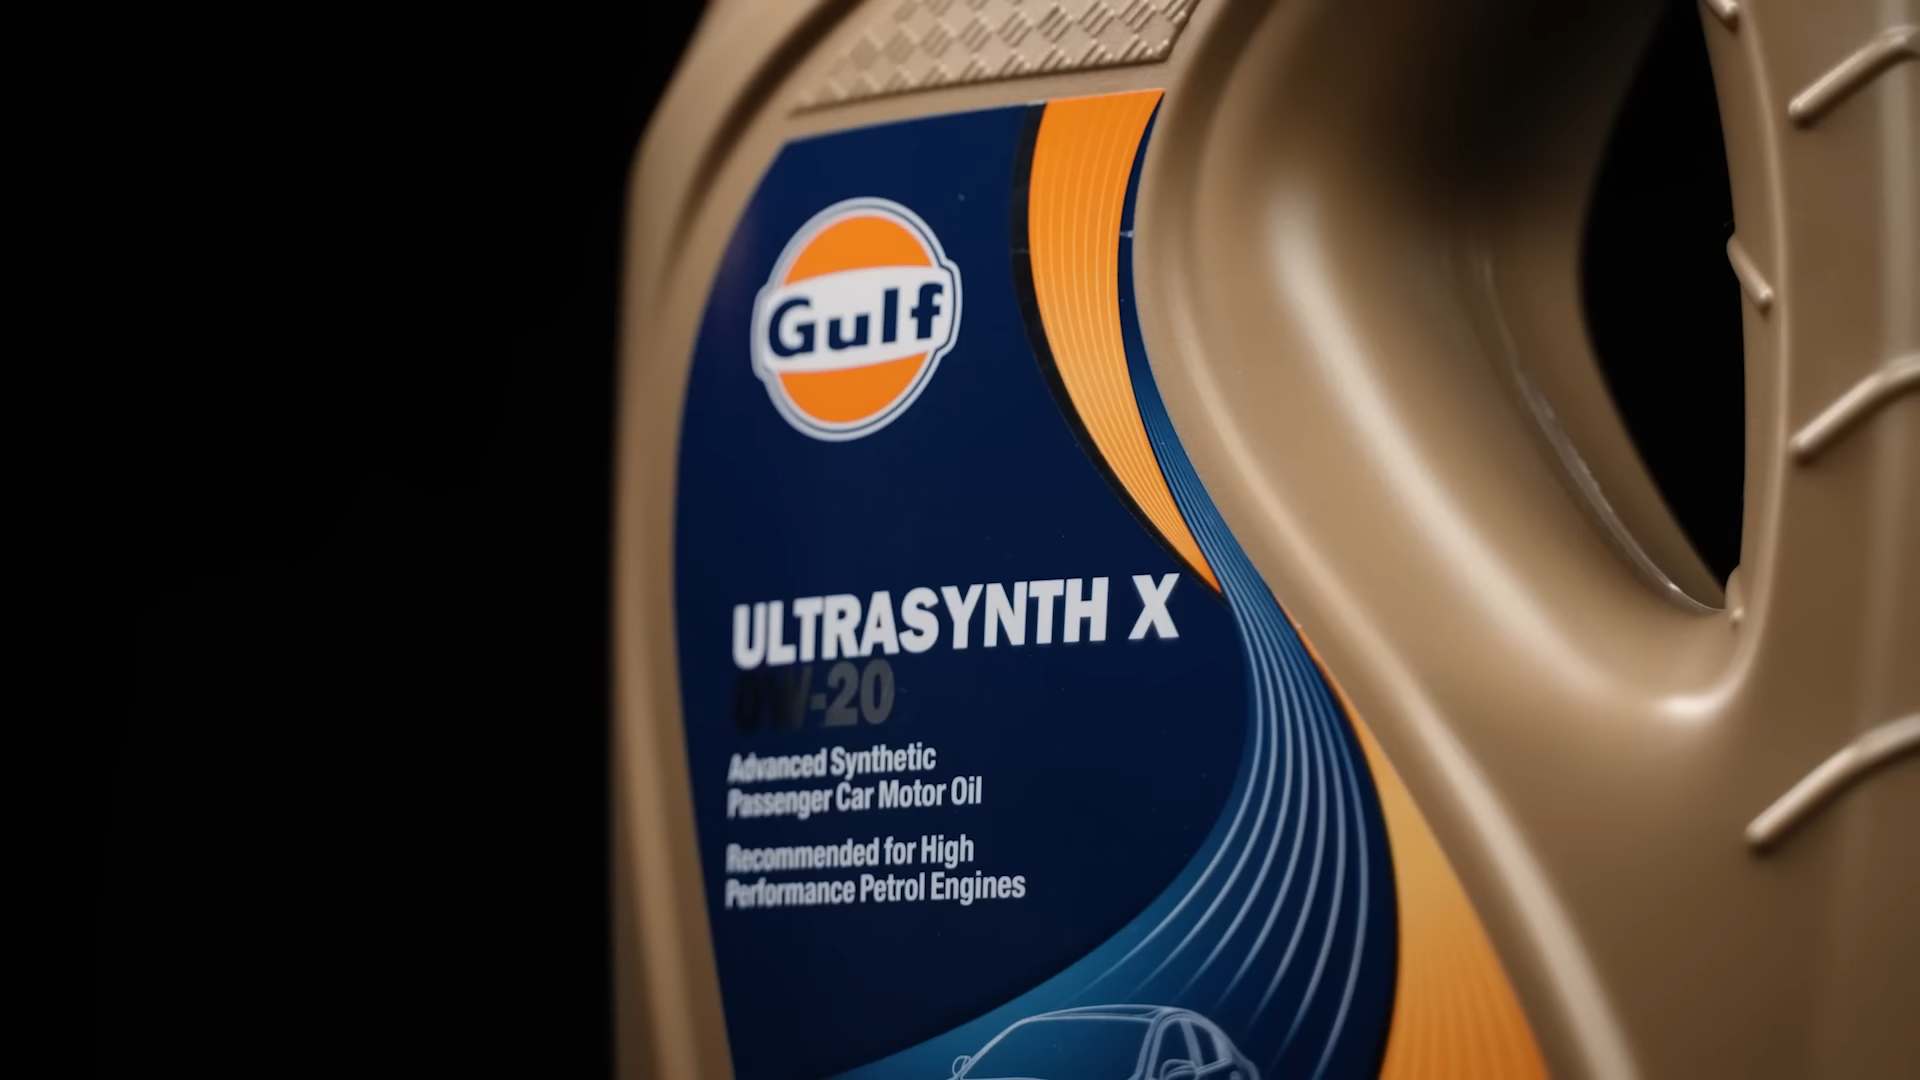 Gulf
ULTRASYNTH X
0W-20
Advanced Synthetic
Passenger Car Motor Oil
Recommended for High
Performance Petrol Engines